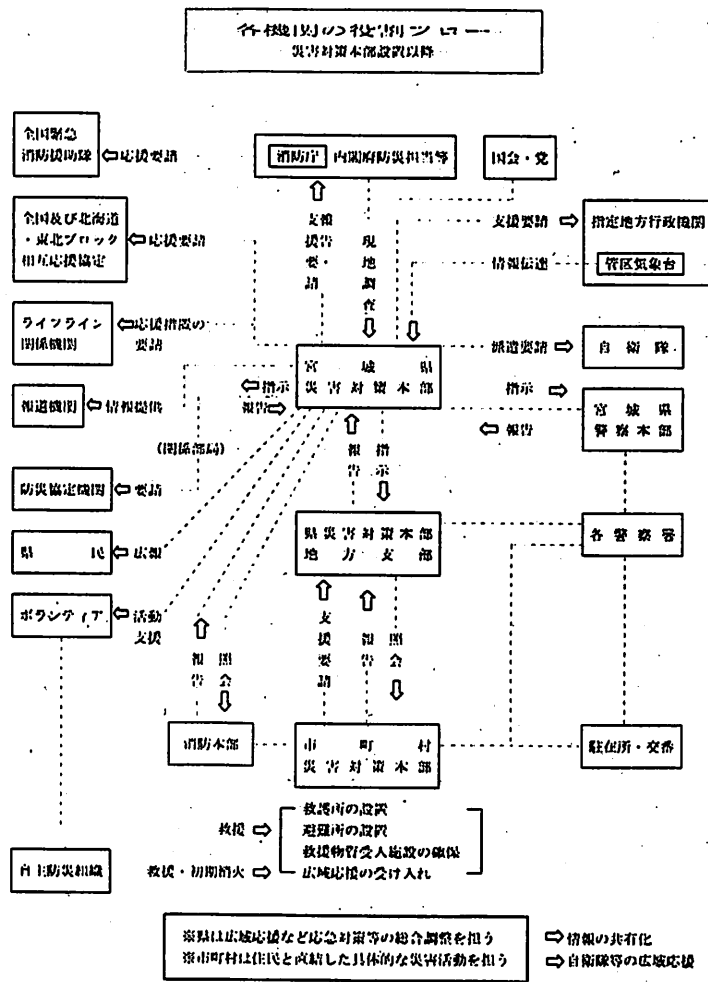 各機関の役割フロー
災害対策本部設置以降
全国緊急
消防援助隊
⇦応援要請
消防庁 内閣府防災担当等
国会・党
全国及び北海道
・東北ブロック
相互応援協定
⇦応援要請
報告・
支援要請
現地調査
支援要請⇨
指定地方行政機関
情報伝達
管区気象台
ライフライン
関係機関
⇦応援措置の
要請
宮城県
災害対策本部
派遣要請⇨
自衛隊
報道機関
⇦情報提供
⇦指示
報告⇨
指示⇨
⇦報告
宮城県
警察本部
(関係部局)
報告
指示
防災協定機関
⇦要請
県災害対策本部
地方支部
各警察署
県民
⇦広報
ボランティア
⇦活動
支援
報告
照会
支援要請
報告
照会
消防本部
市町村
災害対策本部
駐在所・交番
救援⇨
救護所の設置
避難所の設置
救援物資受入施設の確保
自主防災組織
救援・初期消火⇨
広域応援の受け入れ
※県は広域応援など応急対策等の総合調整を担う
※市町村は住民と直結した具体的な災害活動を担う
⇨情報の共有化
⇨自衛隊等の広域応援